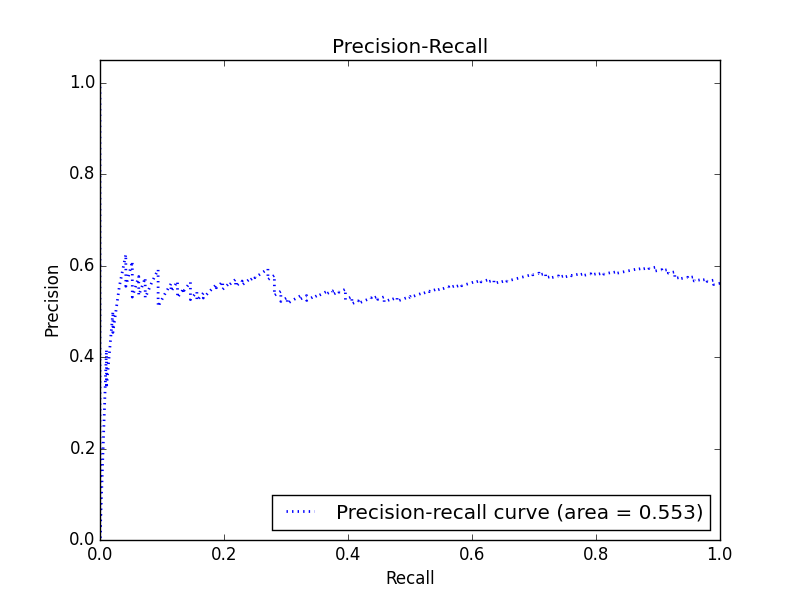 Precision-Recall
1.0
0.8
0.6
0.4
0.2
0.0
Precision
0.0 0.2 0.4 0.6 0.8 1.0
Recall
Precision-recall curve (area = 0.553)